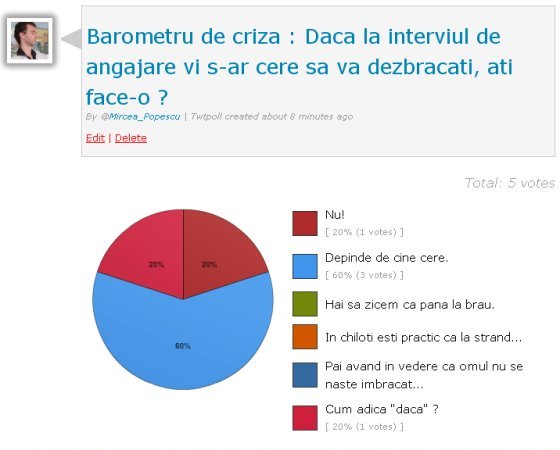 Barometru de criza : Daca la interviul de
angajare vi s-ar cere sa va dezbracati, ati
face-o ?
By @Mircea_Popescu | Twtpoll created about 8 minutes ago
Edit | Delete
Total: 5 votes
20%
20%
60%
Nu!
[ 20% (1 votes) ]
Depinde de cine cere.
[ 60% (3 votes) ]
Hai sa zicem ca pana la brau.
In chiloti esti practic ca la strand...
Pai avand in vedere ca omul nu se
naste imbracat...
Cum adica "daca" ?
[ 20% (1 votes) ]